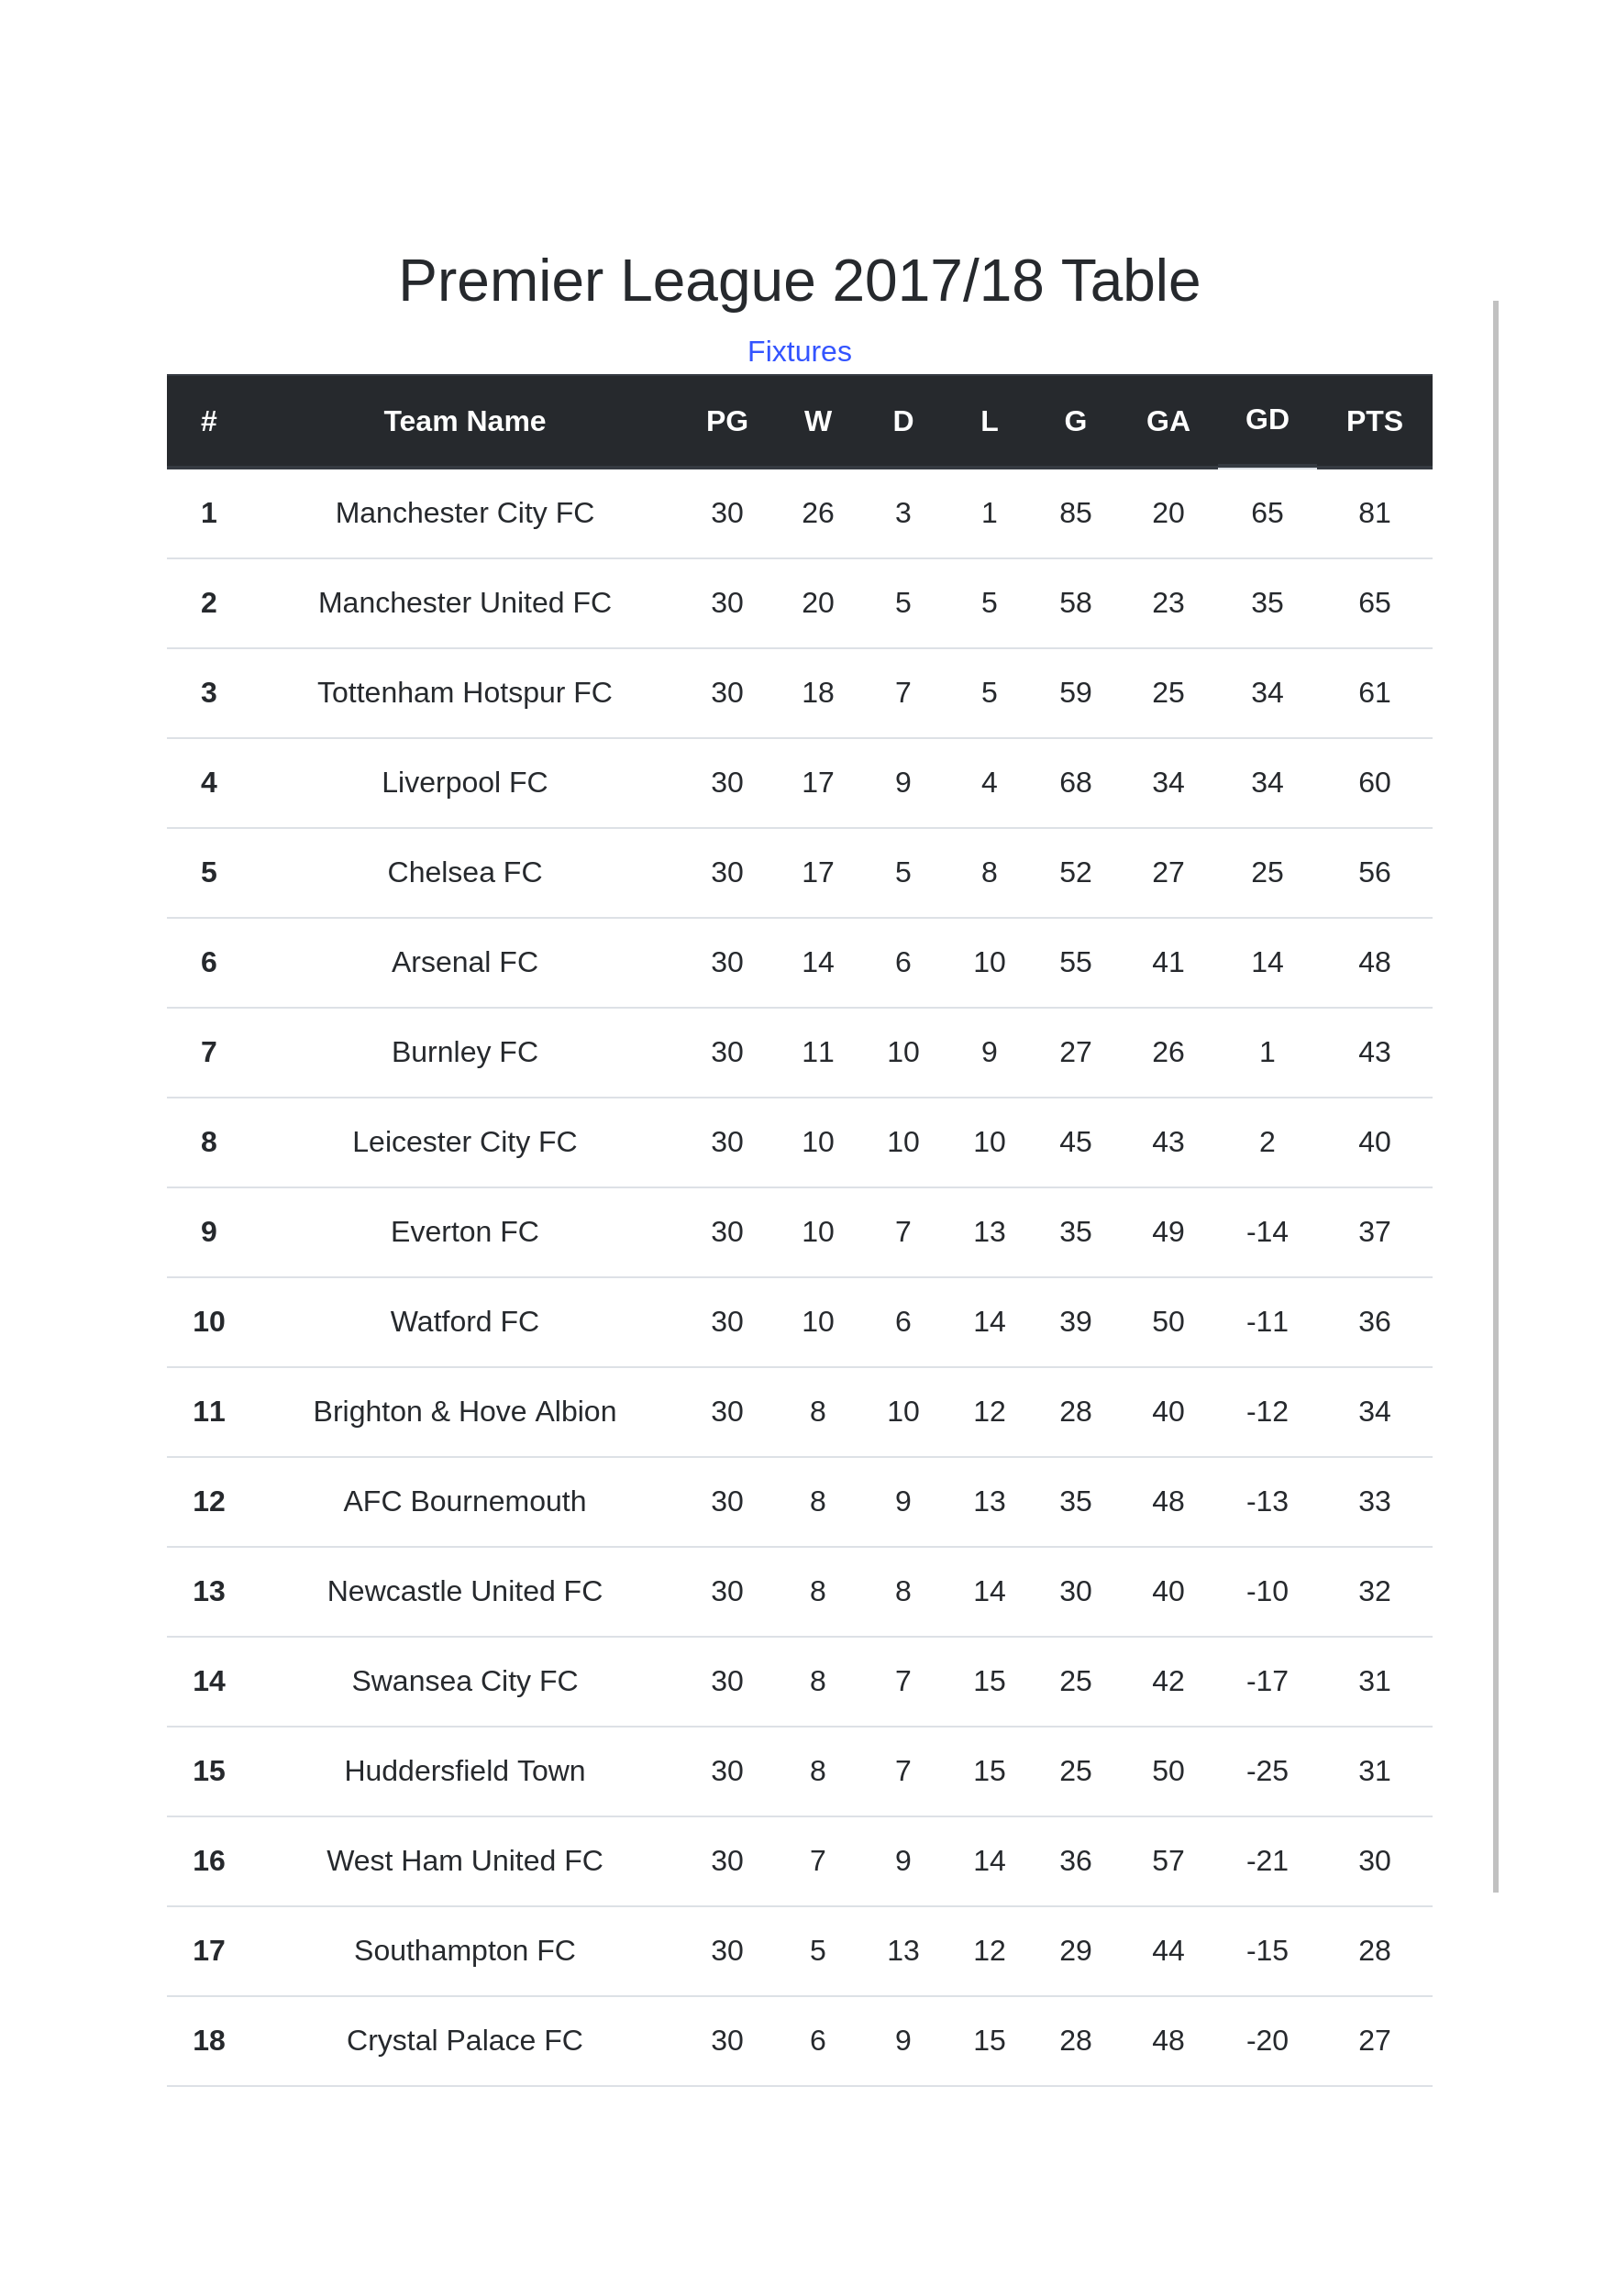 Premier League 2017/18 Table
Fixtures
# Team Name PG W D L G GA GD PTS
1 Manchester City FC 30 26 3 1 85 20 65 81
2 Manchester United FC 30 20 5 5 58 23 35 65
3 Tottenham Hotspur FC 30 18 7 5 59 25 34 61
4 Liverpool FC 30 17 9 4 68 34 34 60
5 Chelsea FC 30 17 5 8 52 27 25 56
6 Arsenal FC 30 14 6 10 55 41 14 48
7 Burnley FC 30 11 10 9 27 26 1 43
8 Leicester City FC 30 10 10 10 45 43 2 40
9 Everton FC 30 10 7 13 35 49 -14 37
10 Watford FC 30 10 6 14 39 50 -11 36
11 Brighton & Hove Albion 30 8 10 12 28 40 -12 34
12 AFC Bournemouth 30 8 9 13 35 48 -13 33
13 Newcastle United FC 30 8 8 14 30 40 -10 32
14 Swansea City FC 30 8 7 15 25 42 -17 31
15 Huddersfield Town 30 8 7 15 25 50 -25 31
16 West Ham United FC 30 7 9 14 36 57 -21 30
17 Southampton FC 30 5 13 12 29 44 -15 28
18 Crystal Palace FC 30 6 9 15 28 48 -20 27